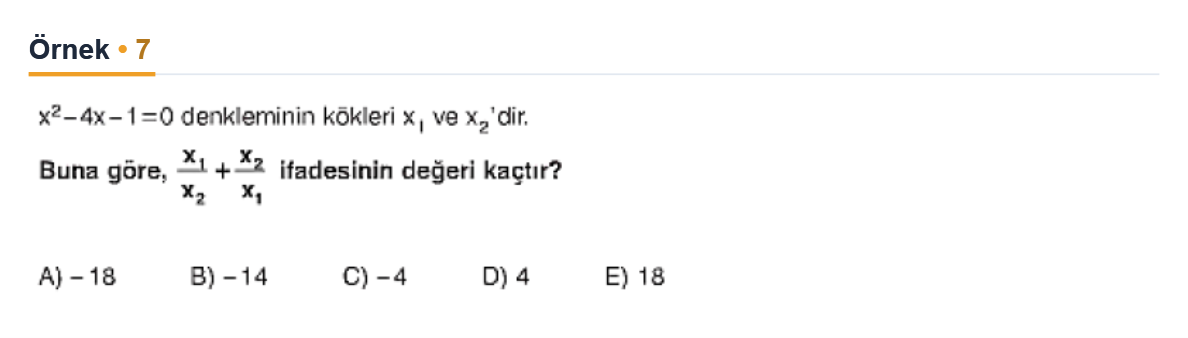 Örnek • 7
x²–4x–1=0 denkleminin kökleri x₁ ve x₂'dir.
Buna göre, x₁/x₂ + x₂/x₁ ifadesinin değeri kaçtır?
A) –18 B) –14 C) –4 D) 4 E) 18